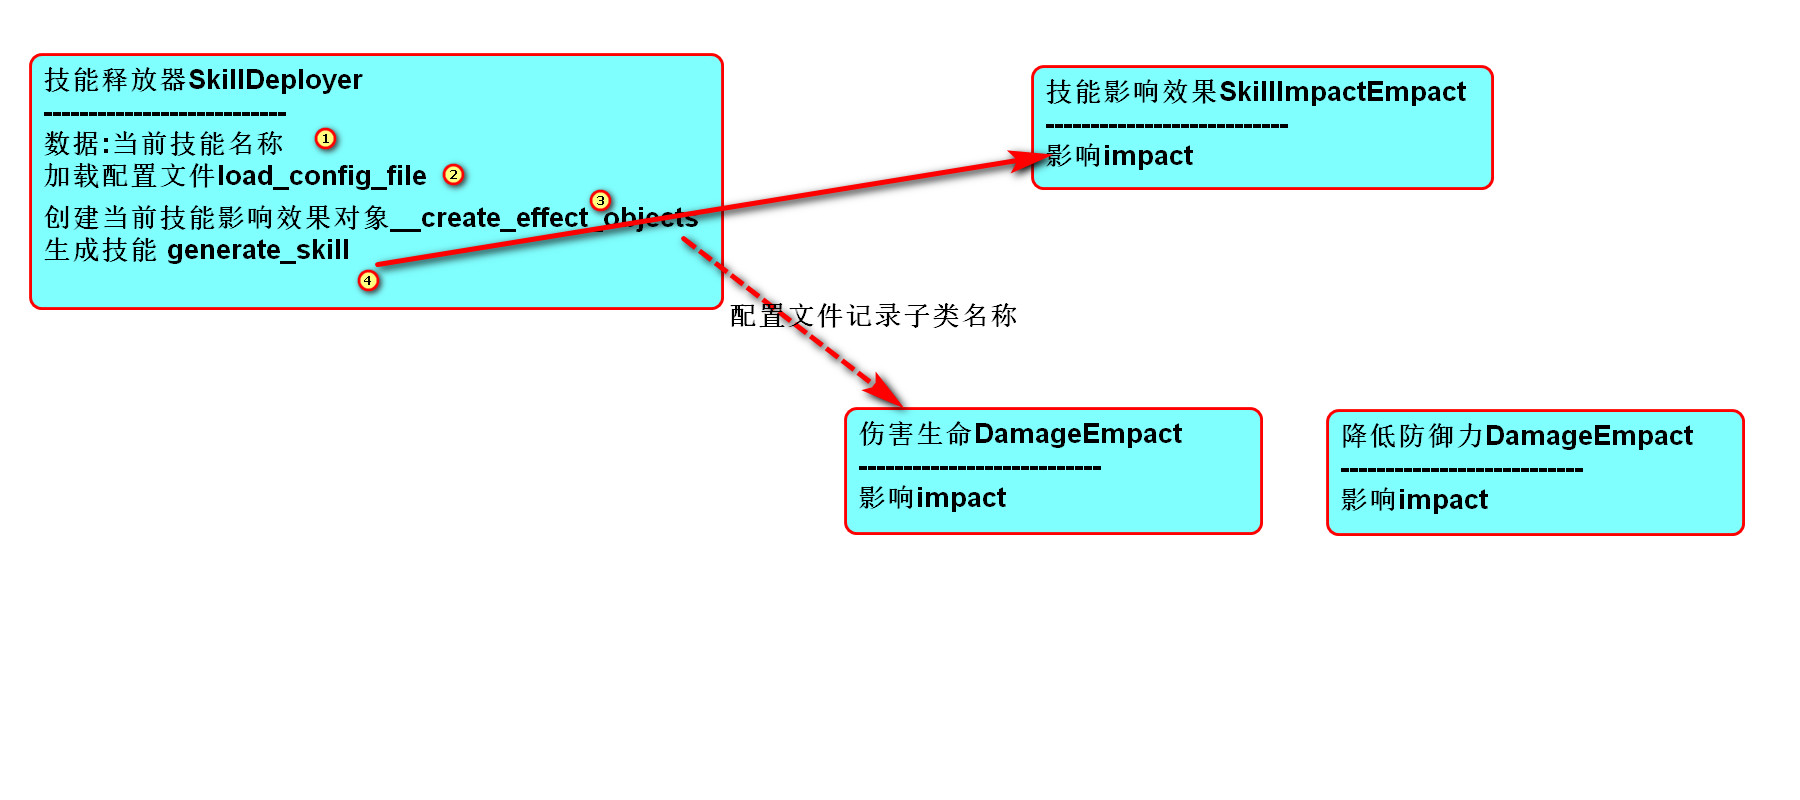 技能释放器SkillDeployer
---------------------------
数据:当前技能名称 1
加载配置文件load_config_file 2
3
创建当前技能影响效果对象__create_effect_objects
生成技能 generate_skill
4
技能影响效果SkillImpactEmpact
---------------------------
影响impact
配置文件记录子类名称
伤害生命DamageEmpact
---------------------------
影响impact
降低防御力DamageEmpact
---------------------------
影响impact